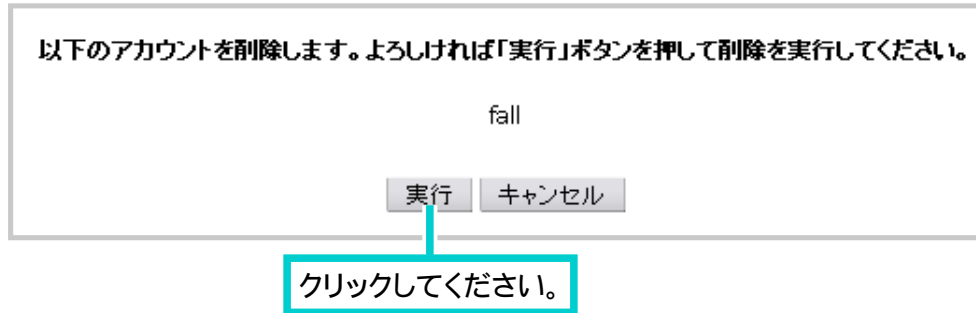 以下のアカウントを削除します。よろしければ「実行」ボタンを押して削除を実行してください。
fall
実行 キャンセル
クリックしてください。